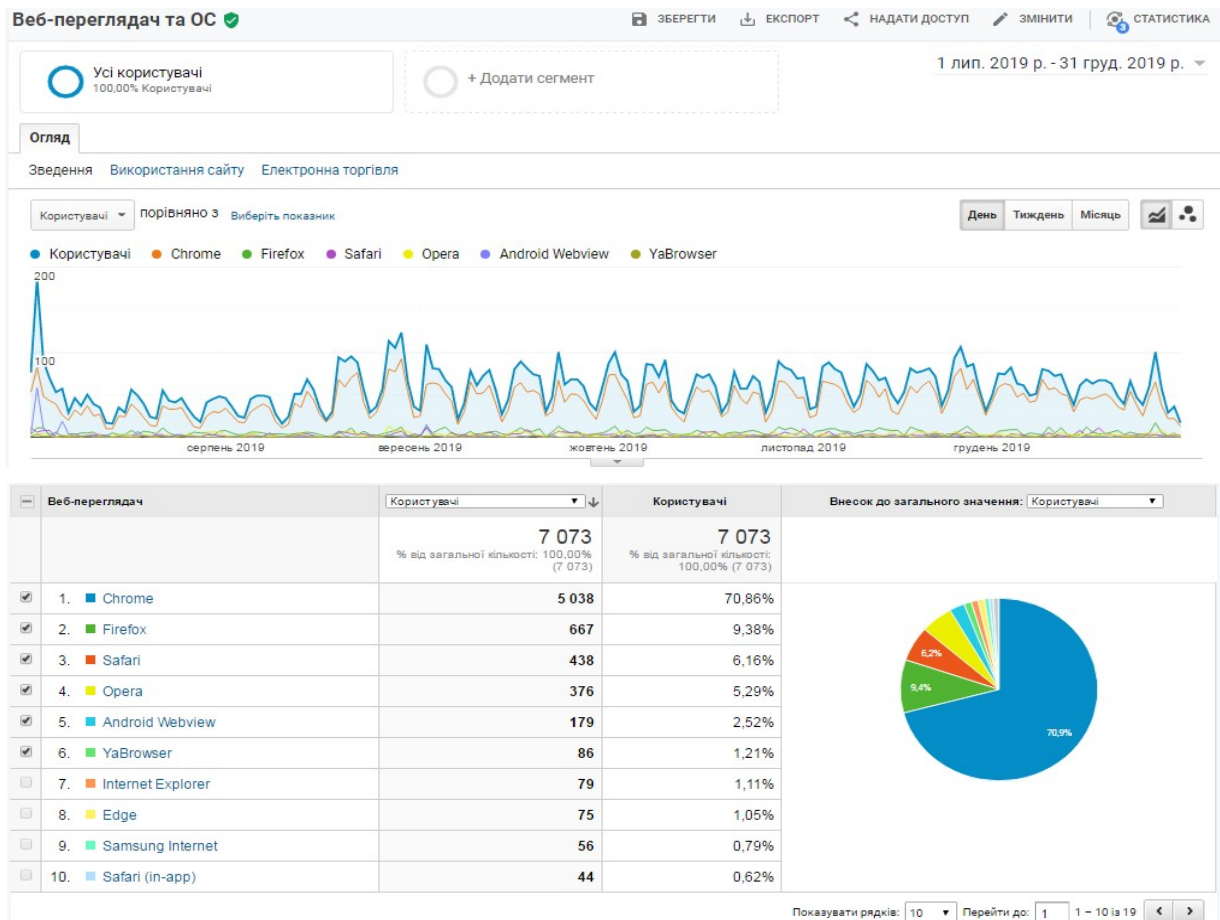 Веб-переглядач та ОС
ЗБЕРЕГТИ ЕКСПОРТ НАДАТИ ДОСТУП ЗМІНИТИ СТАТИСТИКА
3
Усі користувачі
100,00% Користувачі
+ Додати сегмент
1 лип. 2019 р. - 31 груд. 2019 р.
Огляд
Зведення Використання сайту Електронна торгівля
Користувачі порівняно з Виберіть показник
День Тиждень Місяць
Користувачі Chrome Firefox Safari Opera Android Webview YaBrowser
200
100
серпень 2019 вересень 2019 жовтень 2019 листопад 2019 грудень 2019
Веб-переглядач Користувачі Користувачі Внесок до загального значення: Користувачі
7 073 7 073
% від загальної кількості: 100,00% % від загальної кількості:
(7 073) 100,00% (7 073)
1. Chrome 5 038 70,86%
2. Firefox 667 9,38%
3. Safari 438 6,16%
4. Opera 376 5,29%
5. Android Webview 179 2,52%
6. YaBrowser 86 1,21%
7. Internet Explorer 79 1,11%
8. Edge 75 1,05%
9. Samsung Internet 56 0,79%
10. Safari (in-app) 44 0,62%
6,2%
9,4%
70,9%
Показувати рядків: 10 Перейти до: 1 1 – 10 із 19